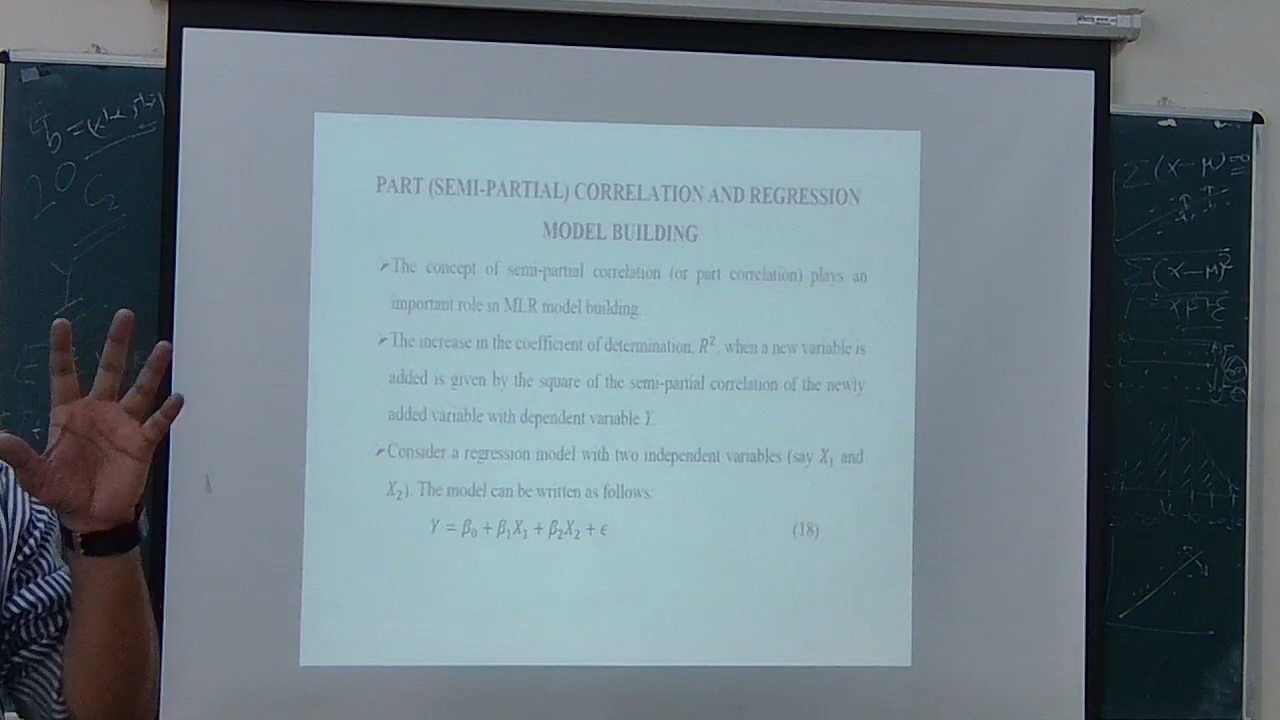 PART (SEMI-PARTIAL) CORRELATION AND REGRESSION
MODEL BUILDING
➤The concept of semi-partial correlation (or part correlation) plays an
important role in MLR model building.
➤The increase in the coefficient of determination, R², when a new variable is
added is given by the square of the semi-partial correlation of the newly
added variable with dependent variable Y.
➤Consider a regression model with two independent variables (say X₁ and
X₂). The model can be written as follows:
Y = β₀ + β₁X₁ + β₂X₂ + ϵ (18)
20C₂
Σ(X-μ)=0
Σ(X-μ)²